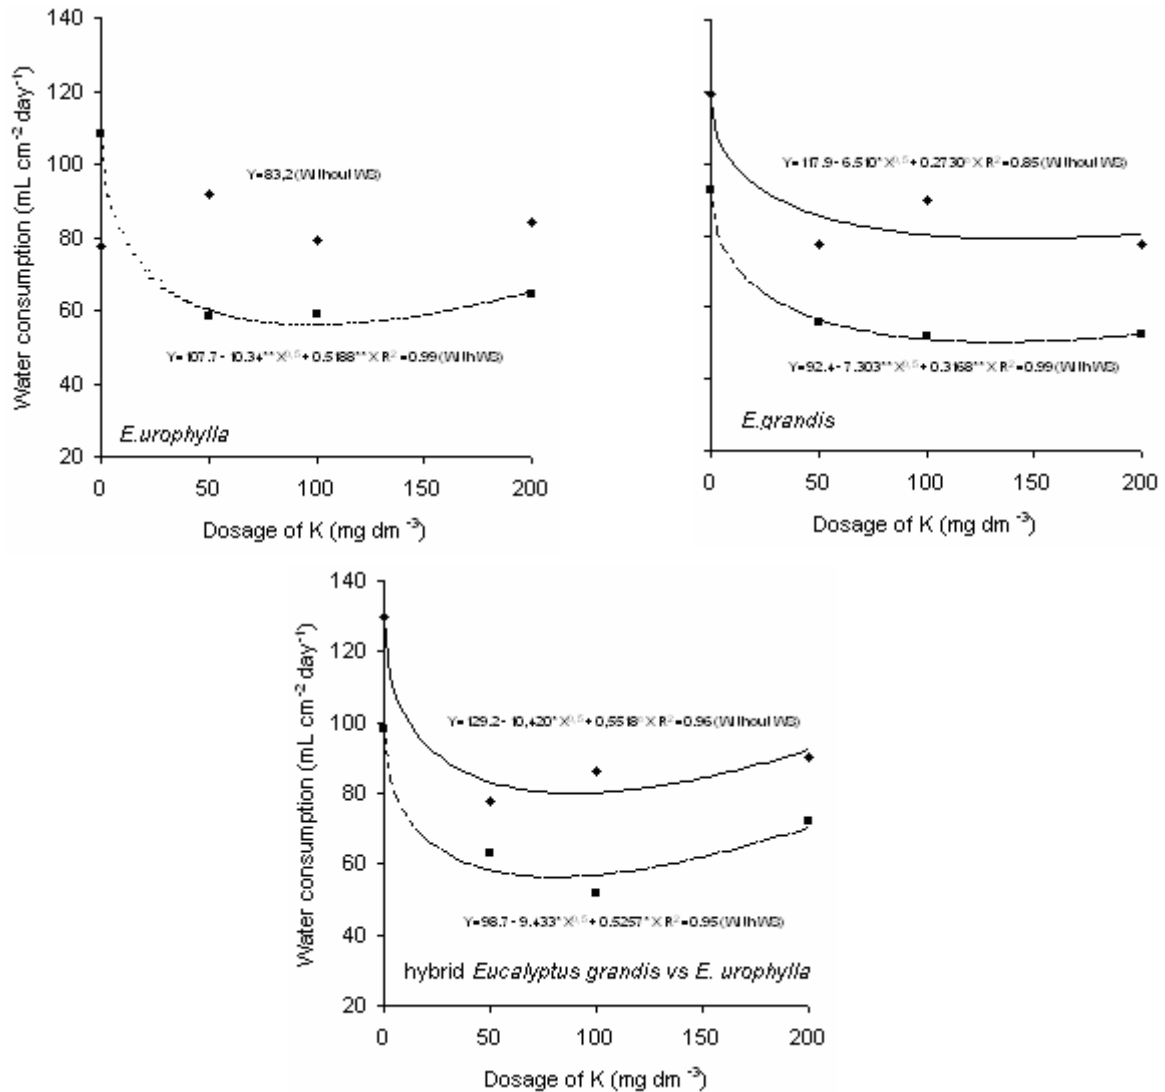 Water consumption (mL cm⁻² day⁻¹)
140
120
100
80
60
40
20
Y=83,2 (Without WS)
Y=107.7 - 10.34** X⁰·⁵ + 0.5188** X R² =0.99 (With WS)
E.urophylla
0 50 100 150 200
Dosage of K (mg dm ⁻³)
Y=117.9 - 6.510* X⁰·⁵ + 0.2730° X R² =0.85 (Without WS)
Y=92.4 - 7.303** X⁰·⁵ + 0.3168** X R² =0.99 (With WS)
E.grandis
0 50 100 150 200
Dosage of K (mg dm ⁻³)
Water consumption (mL cm⁻² day⁻¹)
140
120
100
80
60
40
20
Y=129.2 - 10,420* X⁰·⁵ + 0,5518° X R² =0.96 (Without WS)
Y=98.7 - 9.433* X⁰·⁵ + 0.5257* X R² =0.95 (With WS)
hybrid Eucalyptus grandis vs E. urophylla
0 50 100 150 200
Dosage of K (mg dm ⁻³)